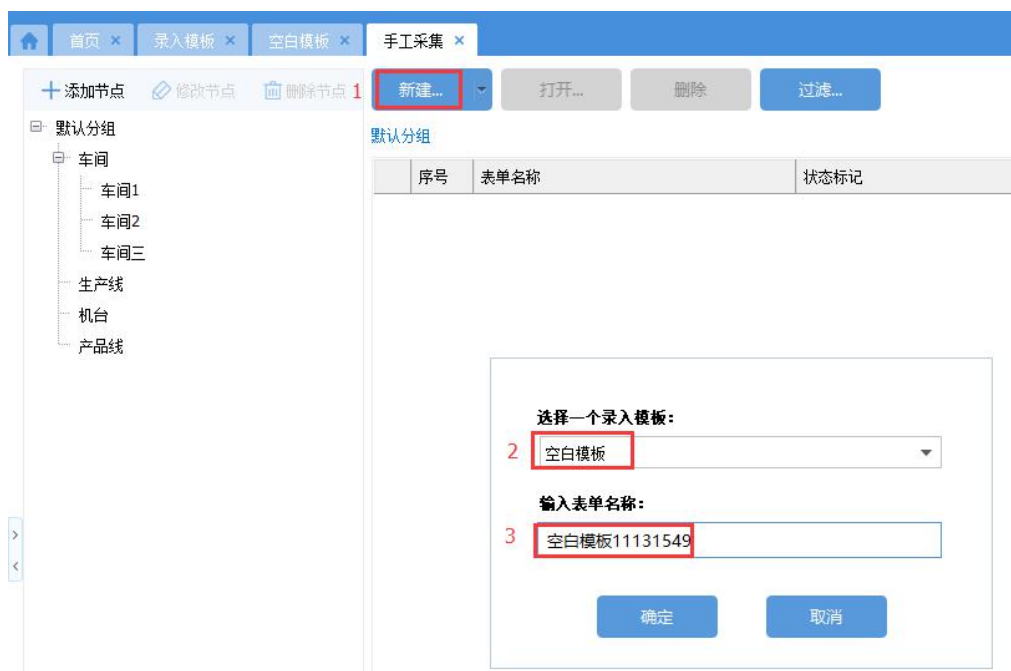 首页 × 录入模板 × 空白模板 × 手工采集 ×
添加节点 修改节点 删除节点 1 新建... 打开... 删除 过滤...
默认分组
默认分组
序号 表单名称 状态标记
车间
车间1
车间2
车间三
生产线
机台
产品线
选择一个录入模板：
2 空白模板
输入表单名称：
3 空白模板11131549
确定 取消